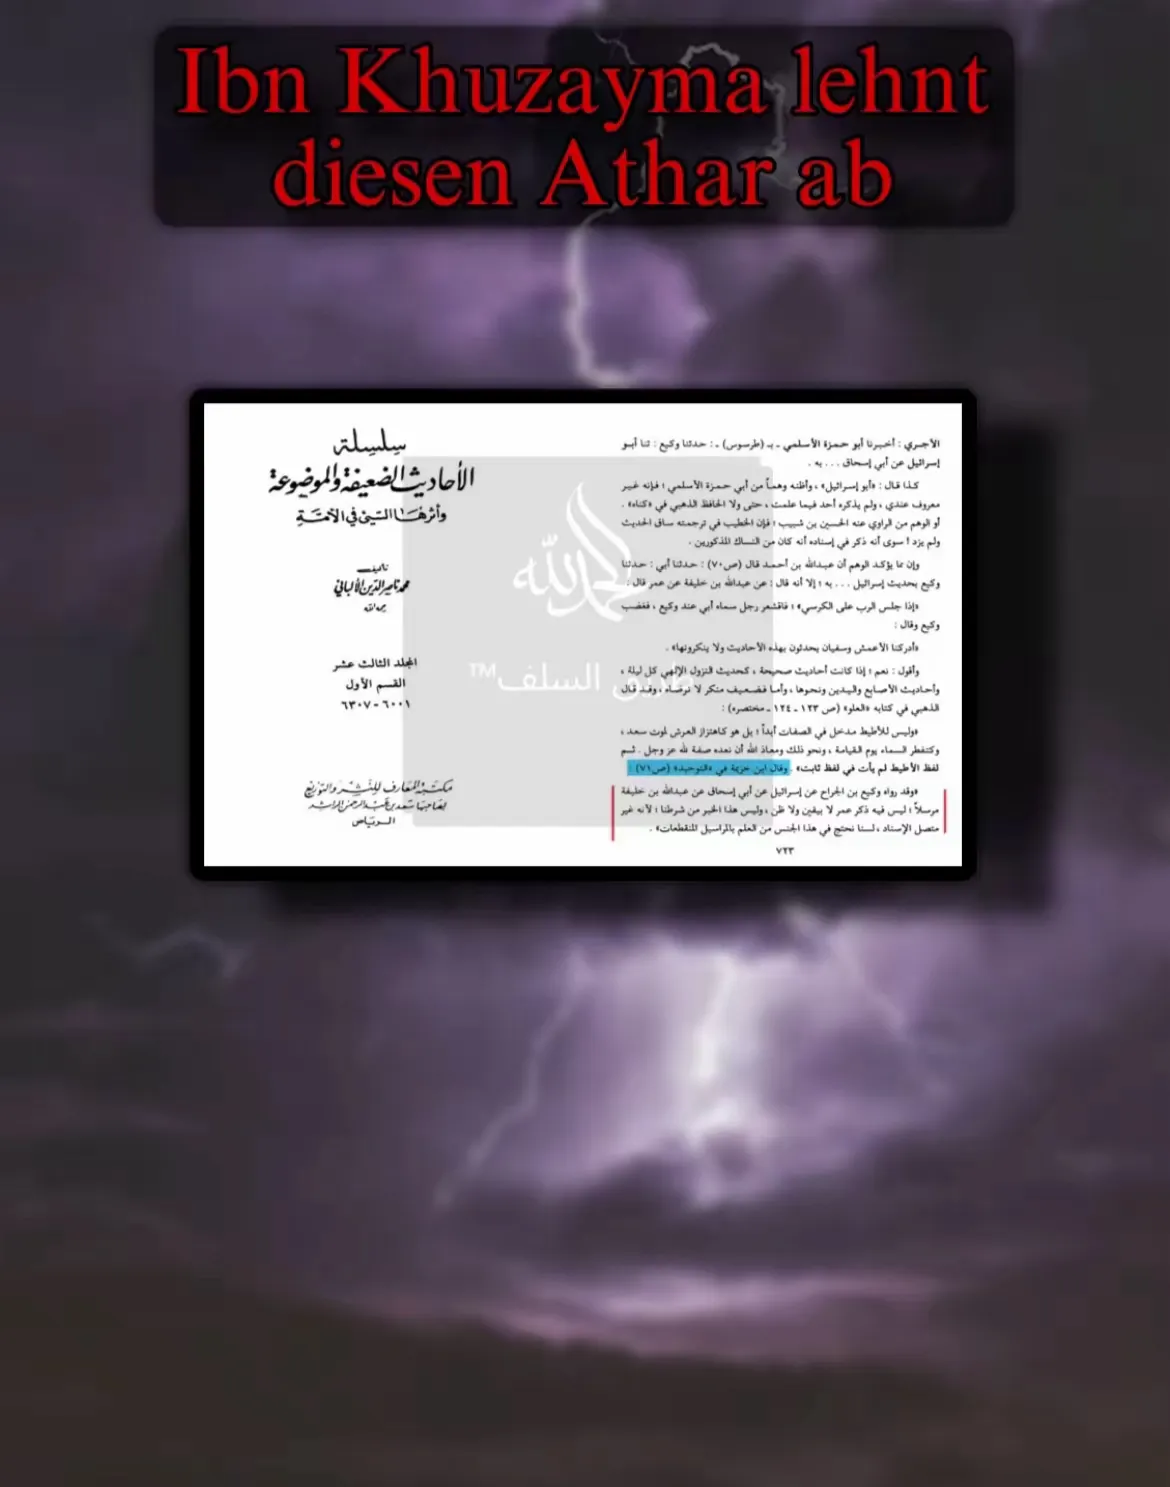 Ibn Khuzayma lehnt
diesen Athar ab
الآجري : أخبرنا أبو حمزة الأسلمي ـ بـ (طرسوس) ـ : حدثنا وكيع : ثنا أبو
إسرائيل عن أبي إسحاق . . . به .
كذا قال : «أبو إسرائيل» ، وأظنه وهماً من أبي حمزة الأسلمي ؛ فإنه غير
معروف عندي ، ولم يذكره أحد فيما علمت ، حتى ولا الحافظ الذهبي في «كناه» .
أو الوهم من الراوي عنه الحسين بن شبيب ؛ فإن الخطيب في ترجمته ساق الحديث
ولم يزد ! سوى أنه ذكر في إسناده أنه كان من النساك المذكورين .
وإن مما يؤكد الوهم أن عبدالله بن أحمد قال (ص٧٠) : حدثنا أبي : حدثنا
وكيع بحديث إسرائيل . . . به ؛ إلا أنه قال : عن عبدالله بن خليفة عن عمر قال :
«إذا جلس الرب على الكرسي» ؛ فاقشعر رجل سماه أبي عند وكيع ، فغضب
وكيع وقال :
«أدركنا الأعمش وسفيان يحدثون بهذه الأحاديث ولا ينكرونها» .
وأقول : نعم ؛ إذا كانت أحاديث صحيحة ، كحديث النزول الإلهي كل ليلة ،
وأحاديث الأصابع واليدين ونحوها ، وأما فضعيف منكر لا نرضاه ، وقد قال
الذهبي في كتابه «العلو» (ص ١٢٣ ـ ١٢٤ ـ مختصره) :
«وليس للأطيط مدخل في الصفات أبداً ؛ بل هو كاهتزاز العرش لموت سعد ،
وكتفطر السماء يوم القيامة ، ونحو ذلك ومعاذ الله أن نعده صفة لله عز وجل . ثم
لفظ الأطيط لم يأت في لفظ ثابت» . وقال ابن خزيمة في «التوحيد» (ص٧١) :
«وقد رواه وكيع بن الجراح عن إسرائيل عن أبي إسحاق عن عبدالله بن خليفة
مرسلاً ؛ ليس فيه ذكر عمر لا بيقين ولا ظن ، وليس هذا الخبر من شرطنا ؛ لأنه غير
متصل الإسناد ، لسنا نحتج في هذا الجنس من العلم بالمراسيل المنقطعات» .
٧٢٣
سلسلة
الأحاديث الضعيفة والموضوعة
وأثرها السيئ في الأمة
تأليف
محمد ناصر الدين الألباني
رحمه الله
المجلد الثالث عشر
القسم الأول
٦٠٠١ - ٦٣٠٧
مكتبة المعارف للنشر والتوزيع
لصاحبها سعد بن عبد الرحمن الراشد
الرياض
الحمد لله
طريق السلف™